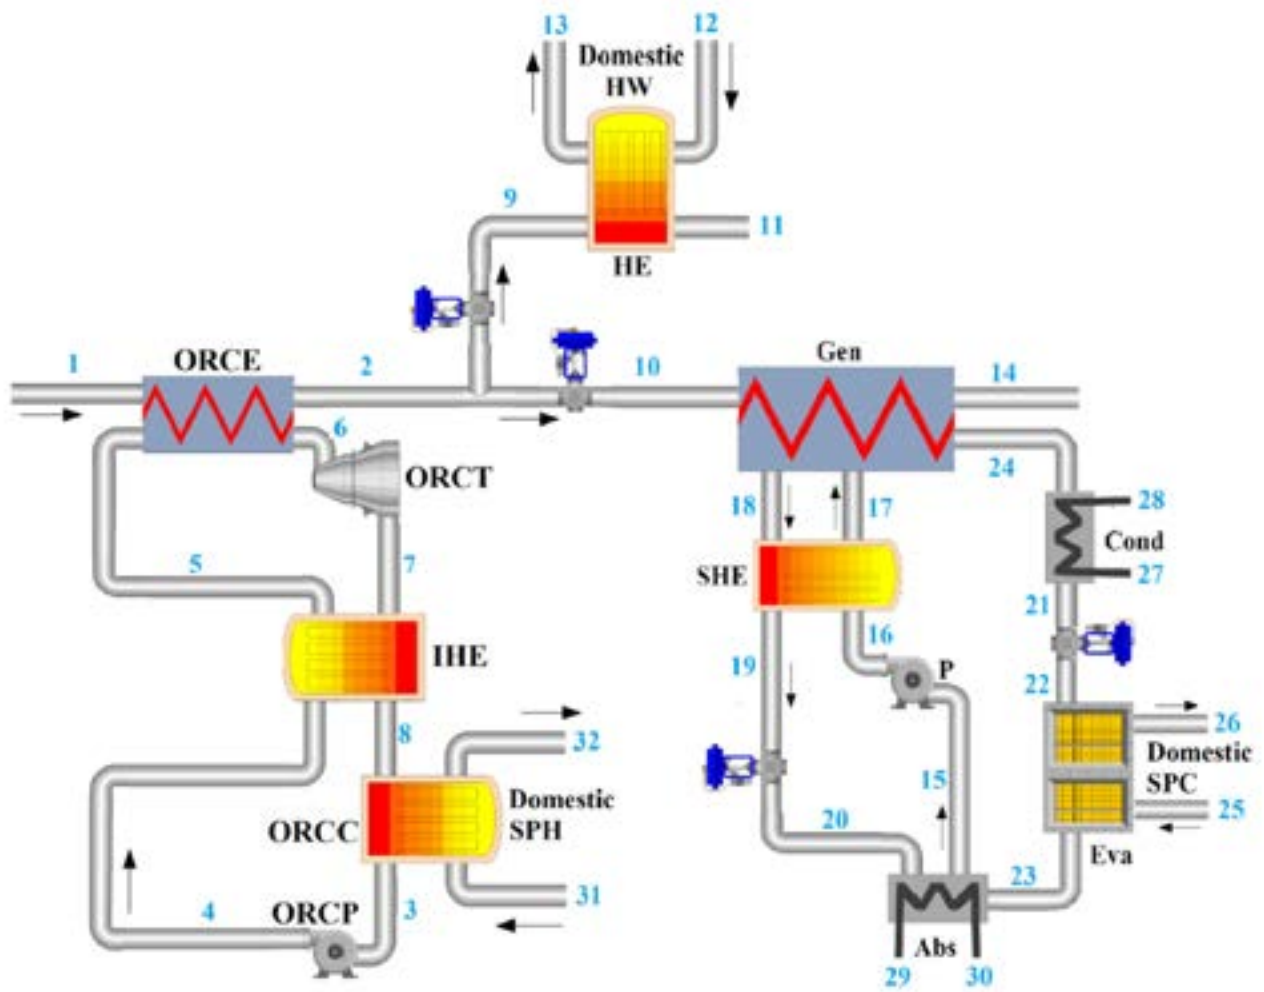 13
12
Domestic
HW
9
11
HE
1
ORCE
2
10
Gen
14
6
ORCT
24
18
17
28
Cond
27
5
7
SHE
21
16
IHE
19
P
22
8
32
26
Domestic
SPC
15
Domestic
SPH
ORCC
20
25
Eva
31
23
4
ORCP
3
Abs
29
30